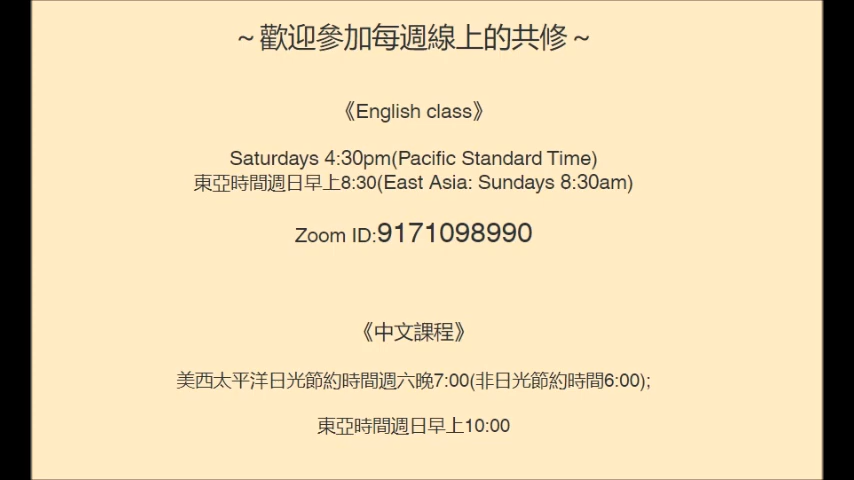 ~歡迎參加每週線上的共修~
《English class》
Saturdays 4:30pm(Pacific Standard Time)
東亞時間週日早上8:30(East Asia: Sundays 8:30am)
Zoom ID:9171098990
《中文課程》
美西太平洋日光節約時間週六晚7:00(非日光節約時間6:00);
東亞時間週日早上10:00